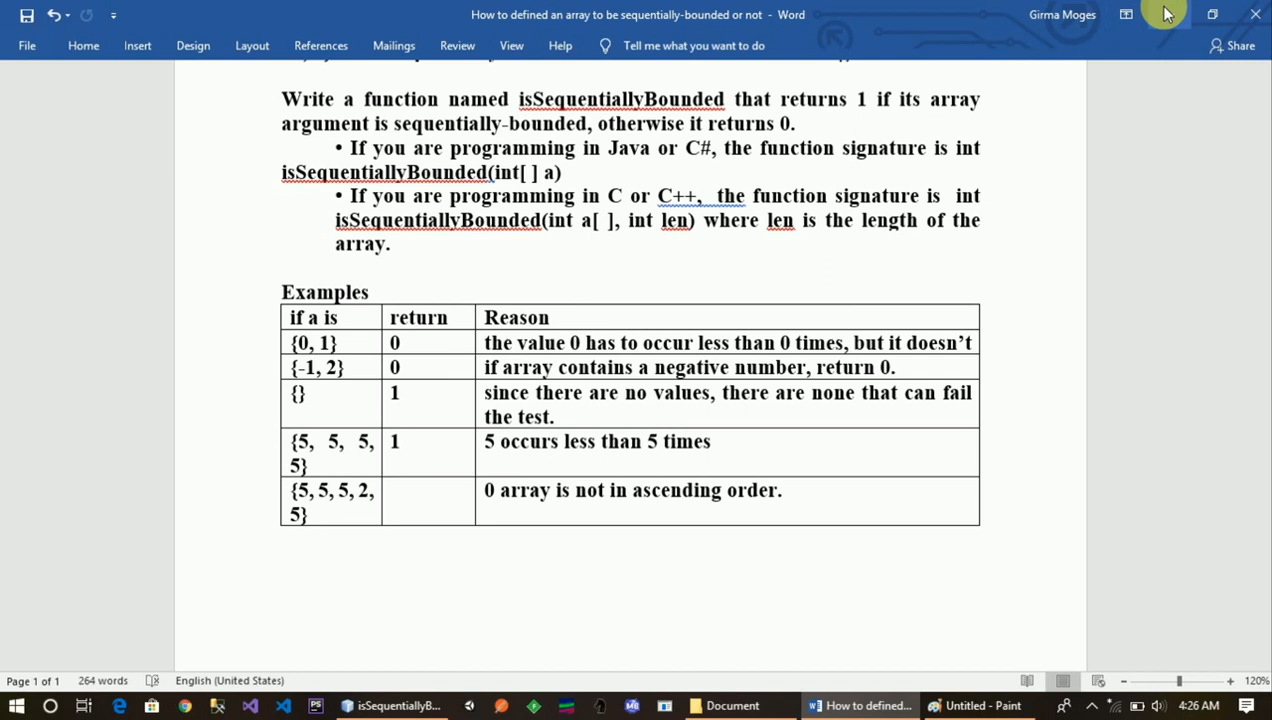 How to defined an array to be sequentially-bounded or not - Word
Girma Moges
File Home Insert Design Layout References Mailings Review View Help Tell me what you want to do Share
Write a function named isSequentiallyBounded that returns 1 if its array
argument is sequentially-bounded, otherwise it returns 0.
• If you are programming in Java or C#, the function signature is int
isSequentiallyBounded(int[ ] a)
• If you are programming in C or C++, the function signature is int
isSequentiallyBounded(int a[ ], int len) where len is the length of the
array.
Examples
if a is return Reason
{0, 1} 0 the value 0 has to occur less than 0 times, but it doesn't
{-1, 2} 0 if array contains a negative number, return 0.
{} 1 since there are no values, there are none that can fail
the test.
{5, 5, 5, 1 5 occurs less than 5 times
5}
{5, 5, 5, 2, 0 array is not in ascending order.
5}
Page 1 of 1 264 words English (United States) 120%
isSequentiallyB... Document How to defined... Untitled - Paint 4:26 AM